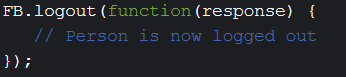 FB.logout(function(response) {
   // Person is now logged out
});